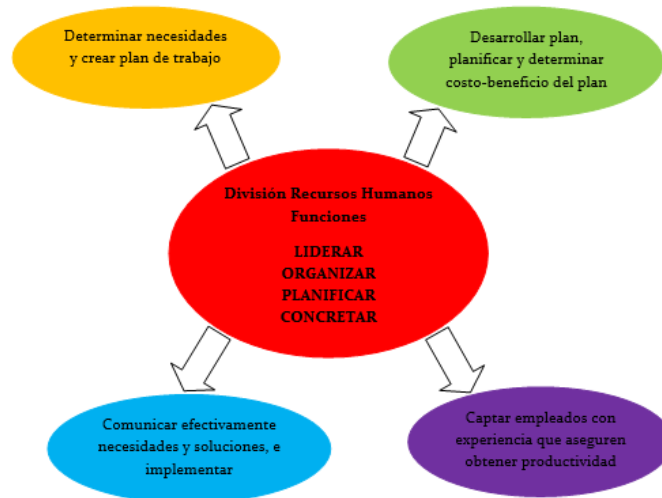 Determinar necesidades
y crear plan de trabajo
Desarrollar plan,
planificar y determinar
costo-beneficio del plan
División Recursos Humanos
Funciones
LIDERAR
ORGANIZAR
PLANIFICAR
CONCRETAR
Comunicar efectivamente
necesidades y soluciones, e
implementar
Captar empleados con
experiencia que aseguren
obtener productividad